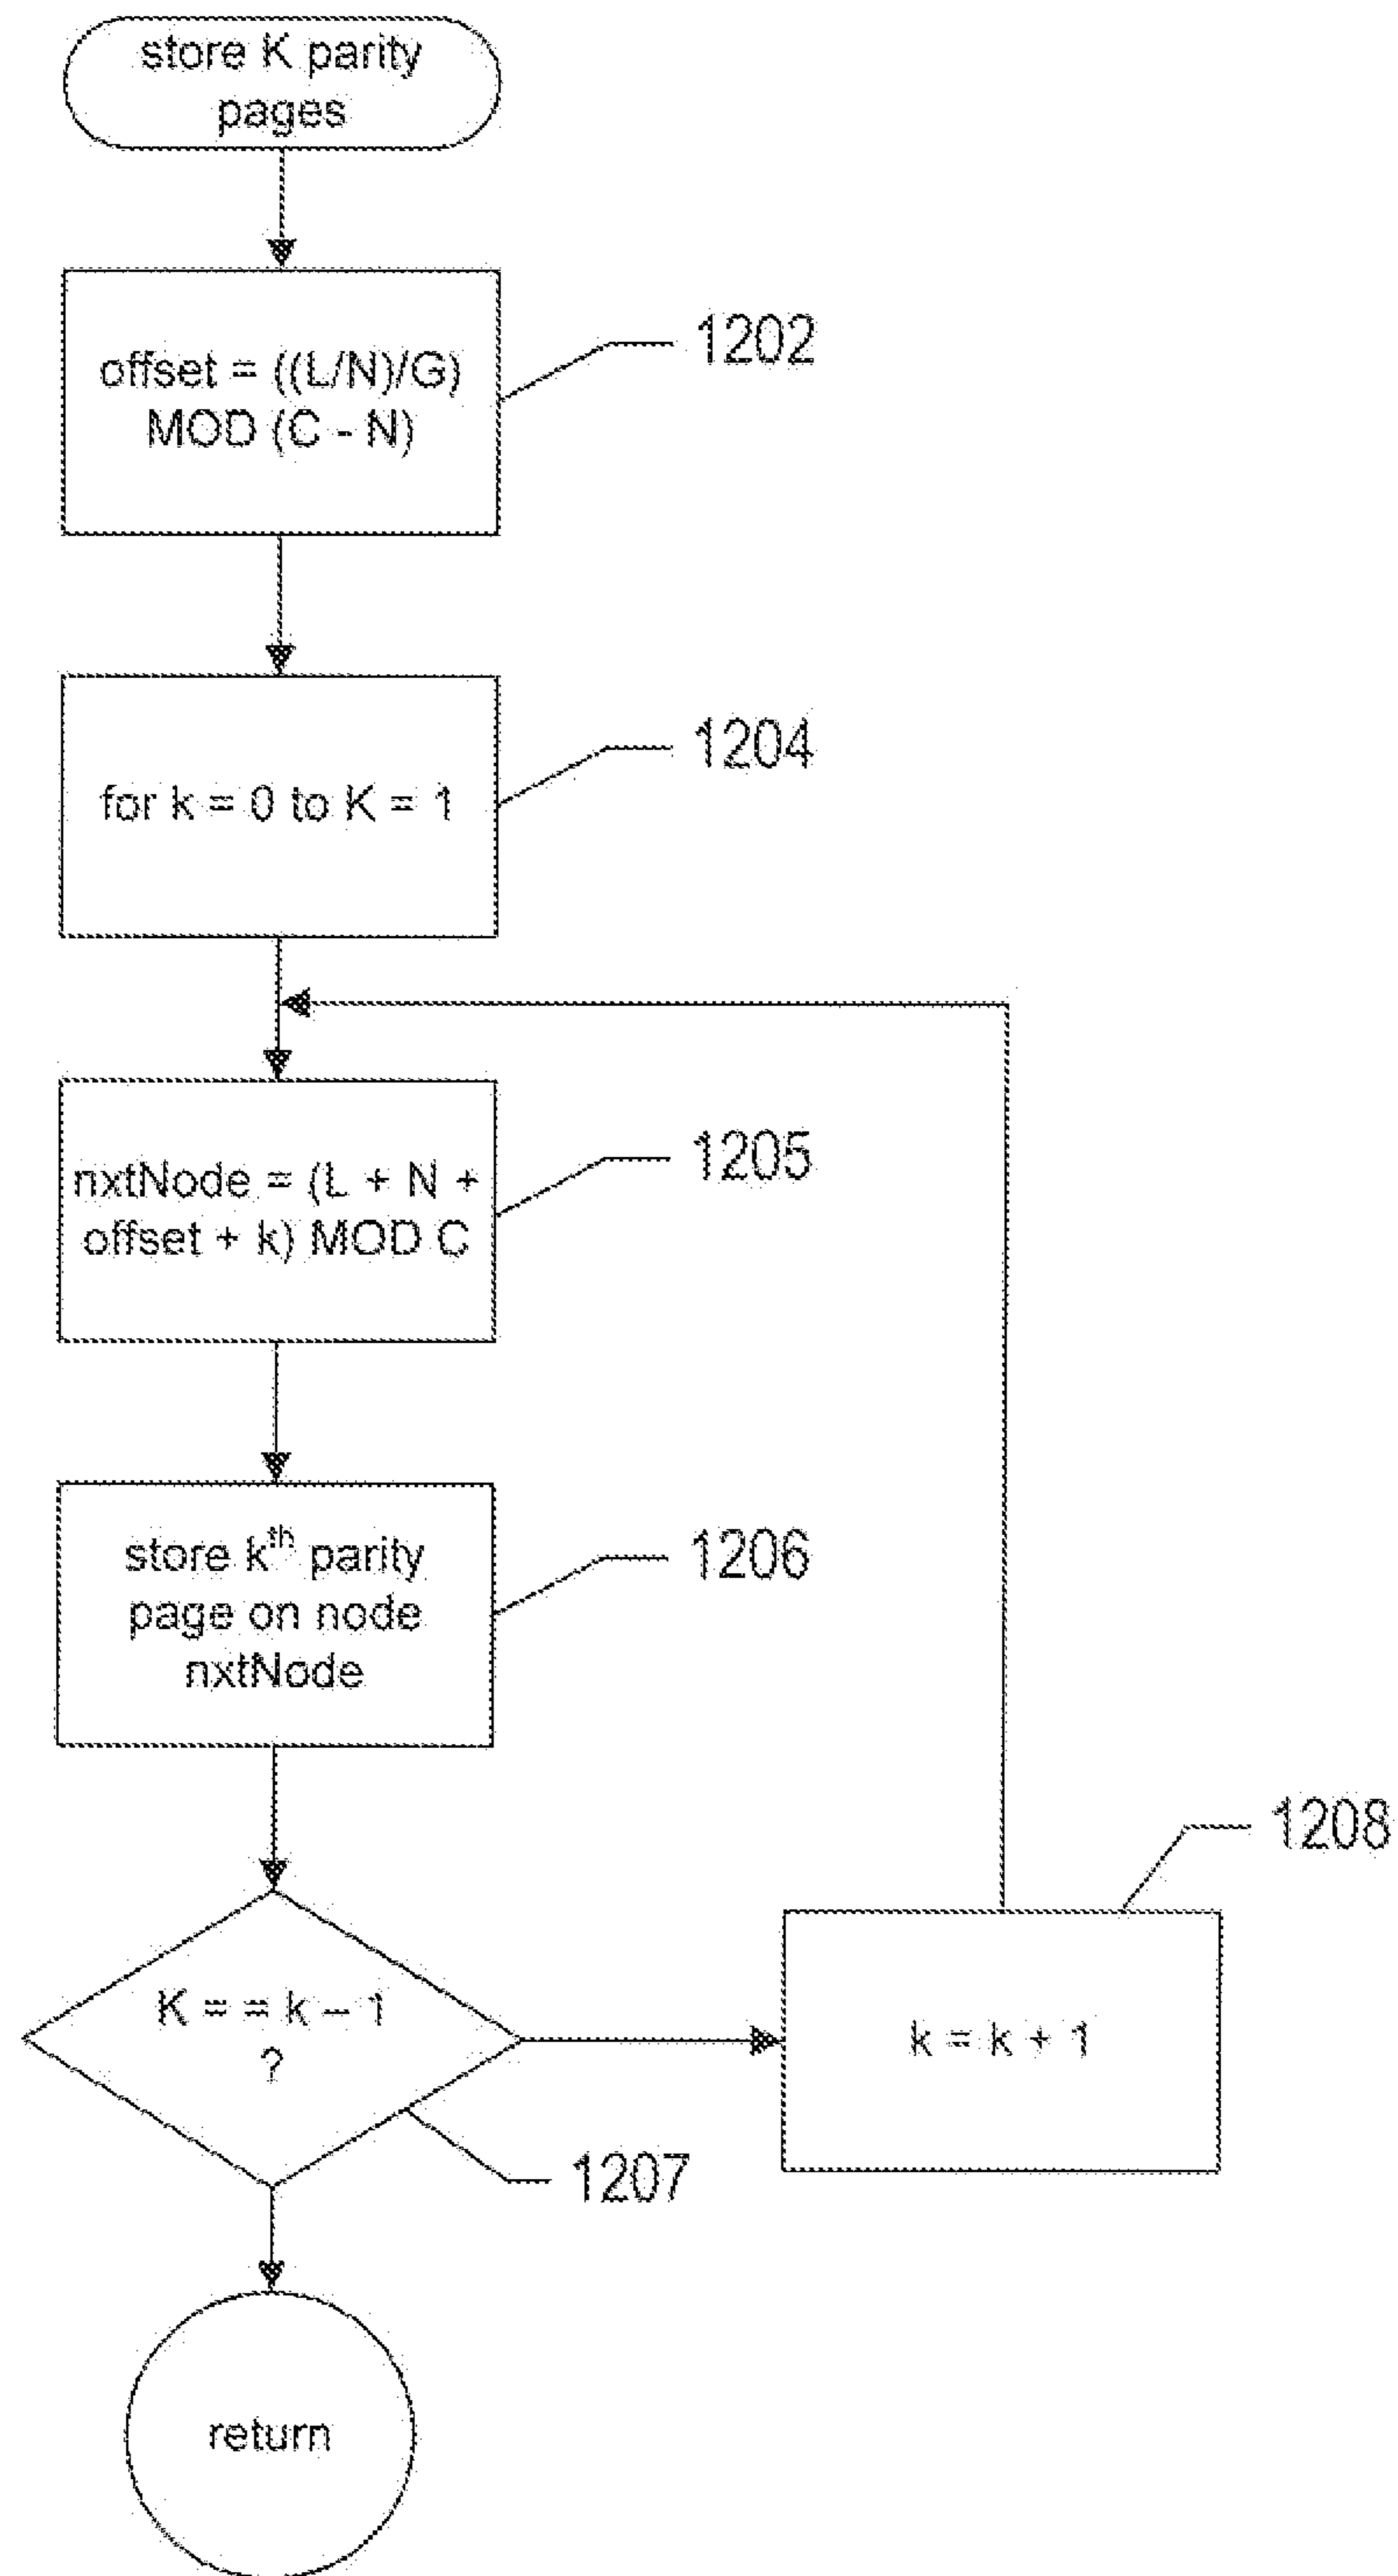 store K parity
pages
offset = ((L/N)/G)
MOD (C - N)
1202
for k = 0 to K = 1
1204
nxtNode = (L + N +
offset + k) MOD C
1205
store kth parity
page on node
nxtNode
1206
K = = k – 1
?
1207
k = k + 1
1208
return